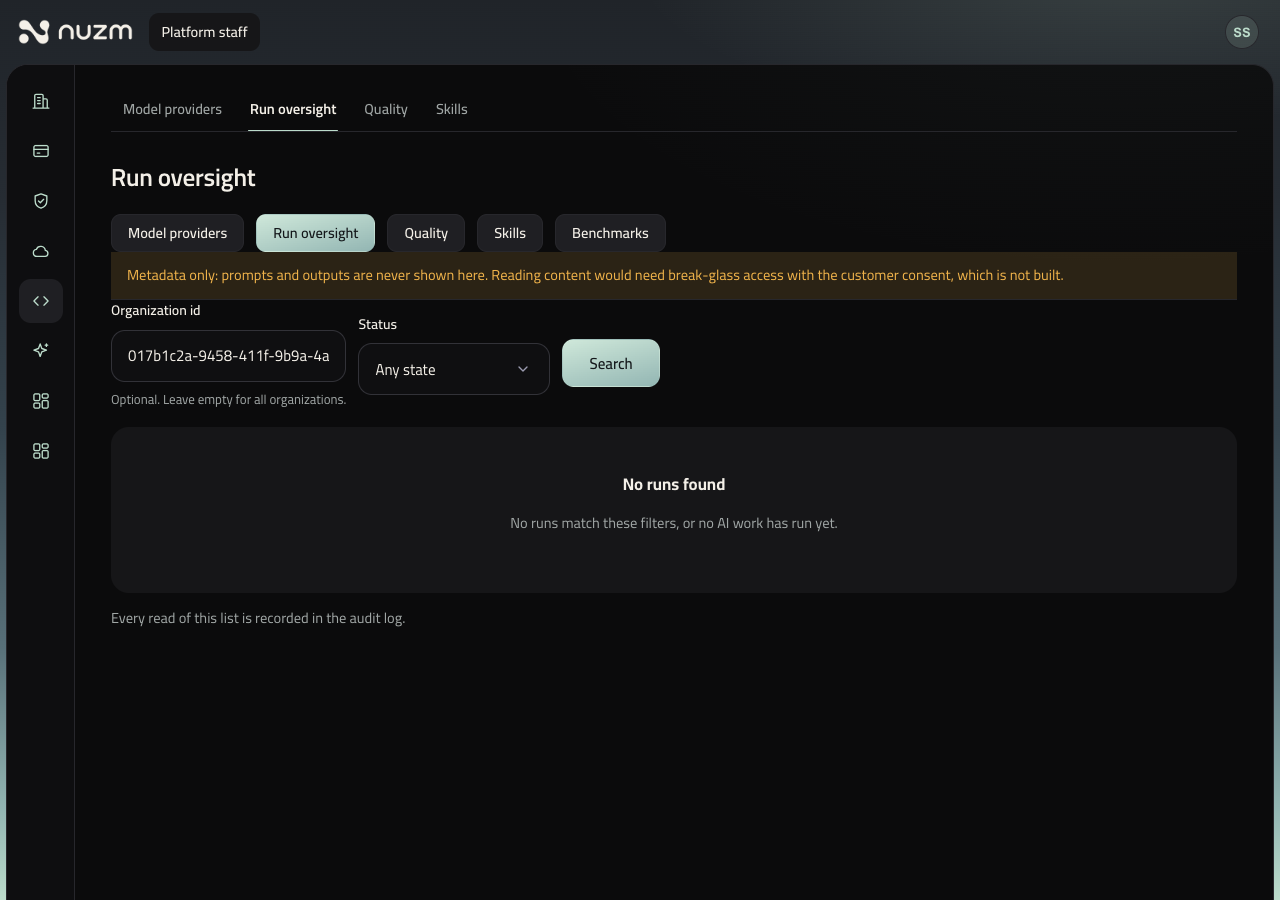 nuzm
Platform staff
SS
Model providers
Run oversight
Quality
Skills
Run oversight
Model providers
Run oversight
Quality
Skills
Benchmarks
Metadata only: prompts and outputs are never shown here. Reading content would need break-glass access with the customer consent, which is not built.
Organization id
017b1c2a-9458-411f-9b9a-4a
Optional. Leave empty for all organizations.
Status
Any state
Search
No runs found
No runs match these filters, or no AI work has run yet.
Every read of this list is recorded in the audit log.